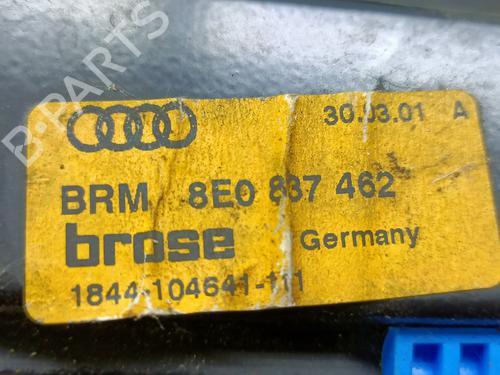 B-PARTS
30.03.01 A
BRM 8E0 837 462
brose Germany
1844-104641-111